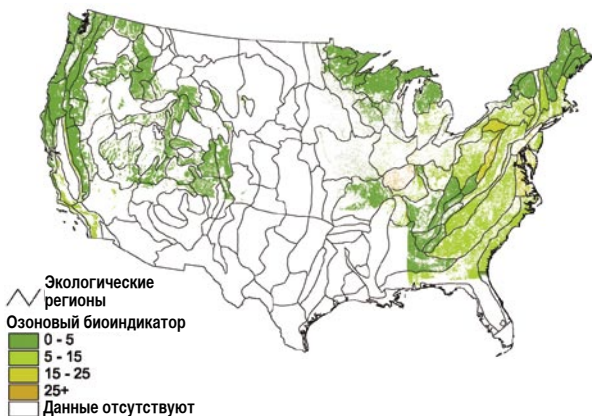 Экологические
регионы
Озоновый биоиндикатор
0 - 5
5 - 15
15 - 25
25+
Данные отсутствуют